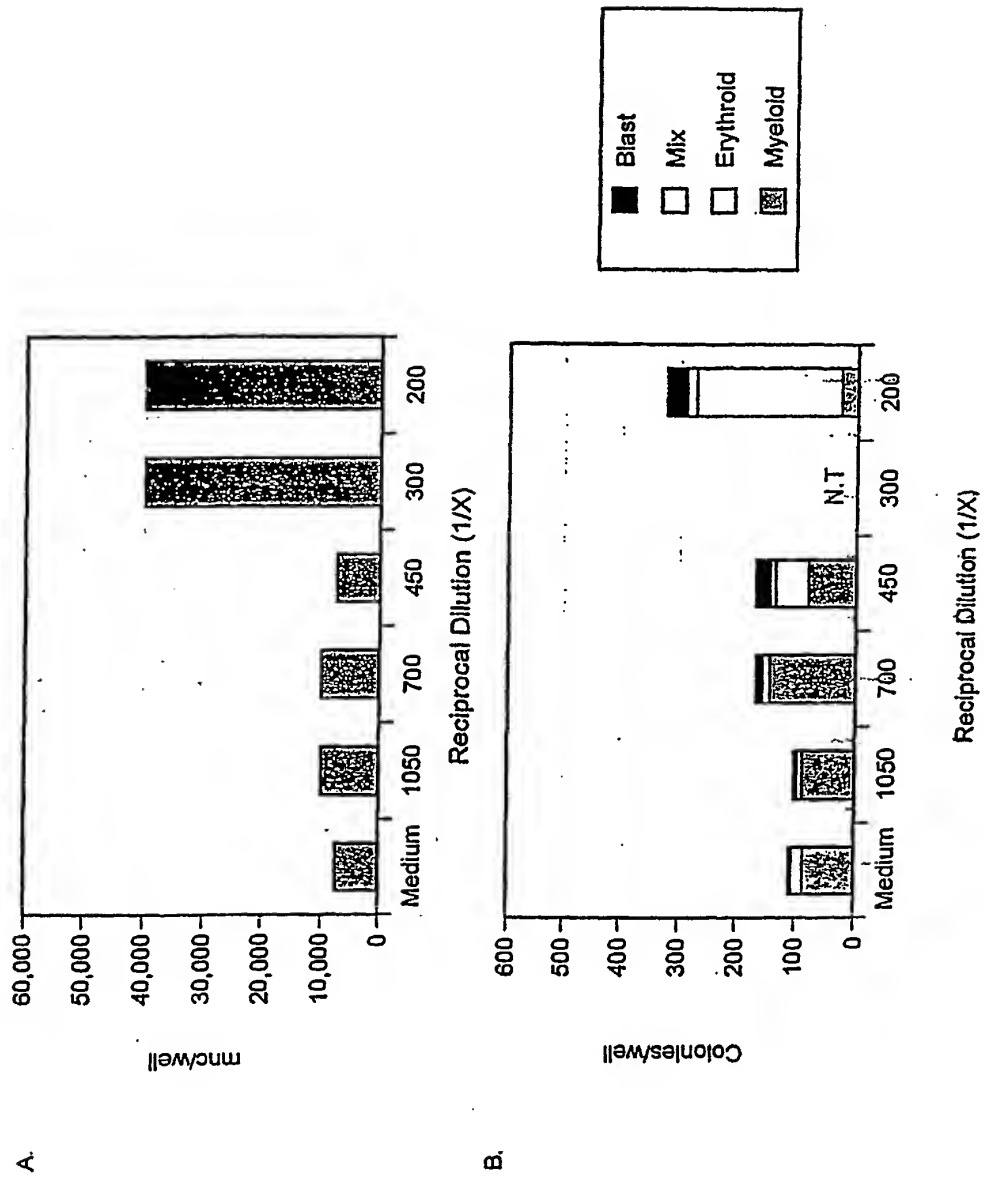 A.
mnc/well
60,000
50,000
40,000
30,000
20,000
10,000
0
Medium 1050 700 450 300 200
Reciprocal Dilution (1/X)
B.
Colonies/well
600
500
400
300
200
100
0
N.T
Medium 1050 700 450 300 200
Reciprocal Dilution (1/X)
Blast
Mix
Erythroid
Myeloid